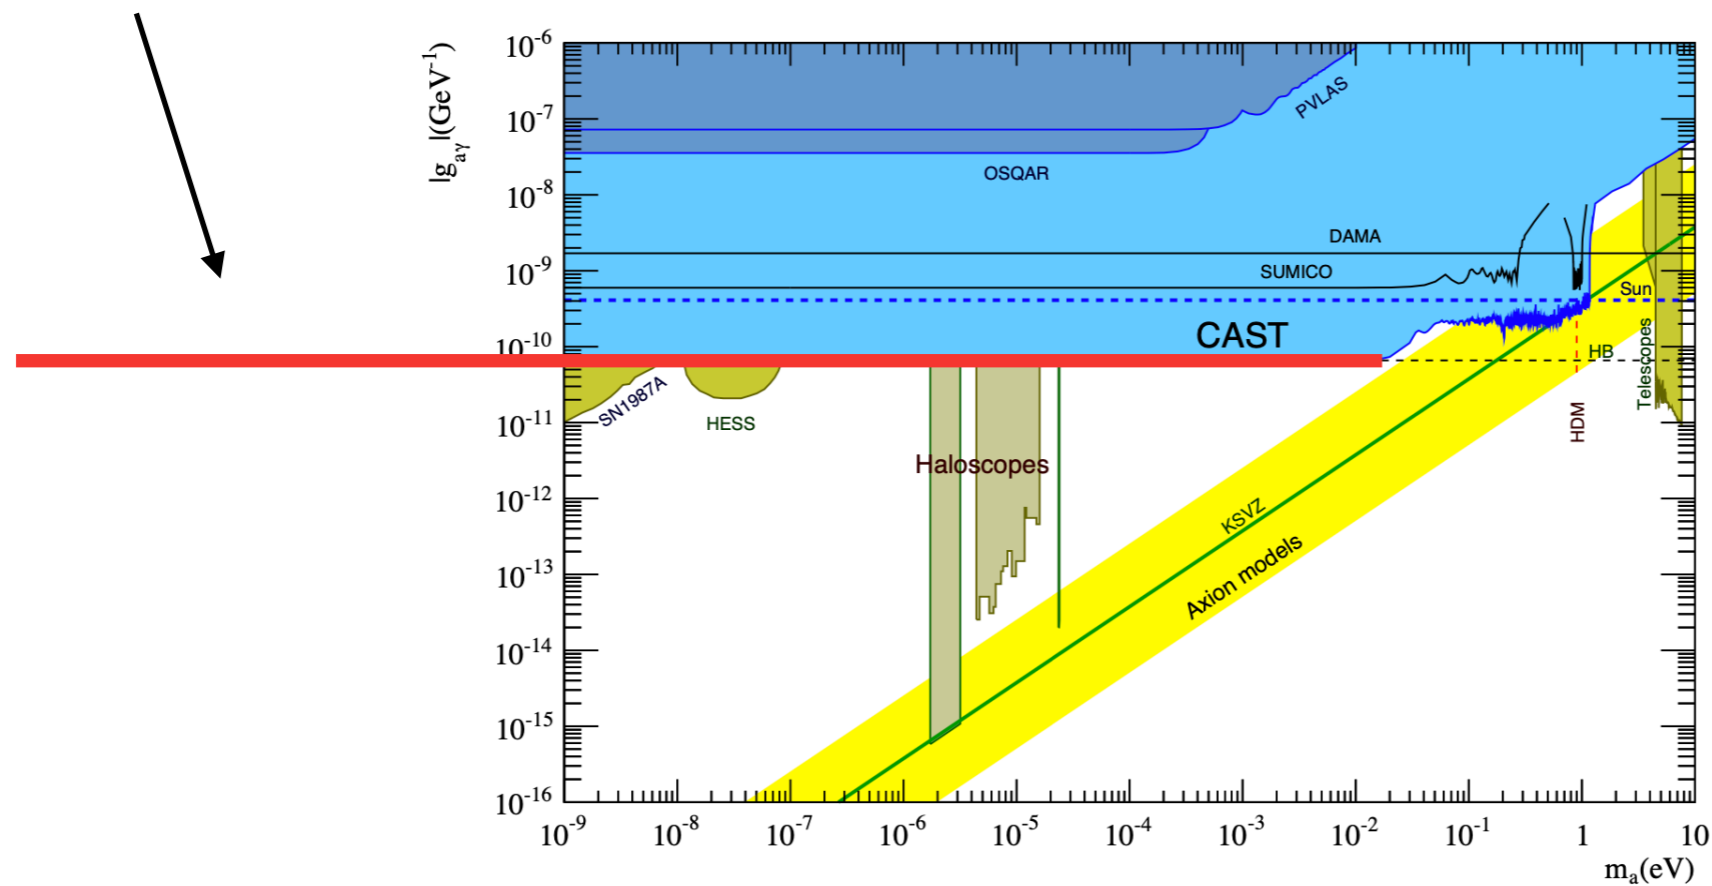 |g_aγ|(GeV^-1)
10^-6
10^-7
10^-8
10^-9
10^-10
10^-11
10^-12
10^-13
10^-14
10^-15
10^-16
PVLAS
OSQAR
DAMA
SUMICO
Sun
CAST
HB
Telescopes
SN1987A
HESS
HDM
Haloscopes
KSVZ
Axion models
10^-9 10^-8 10^-7 10^-6 10^-5 10^-4 10^-3 10^-2 10^-1 1 10
m_a(eV)